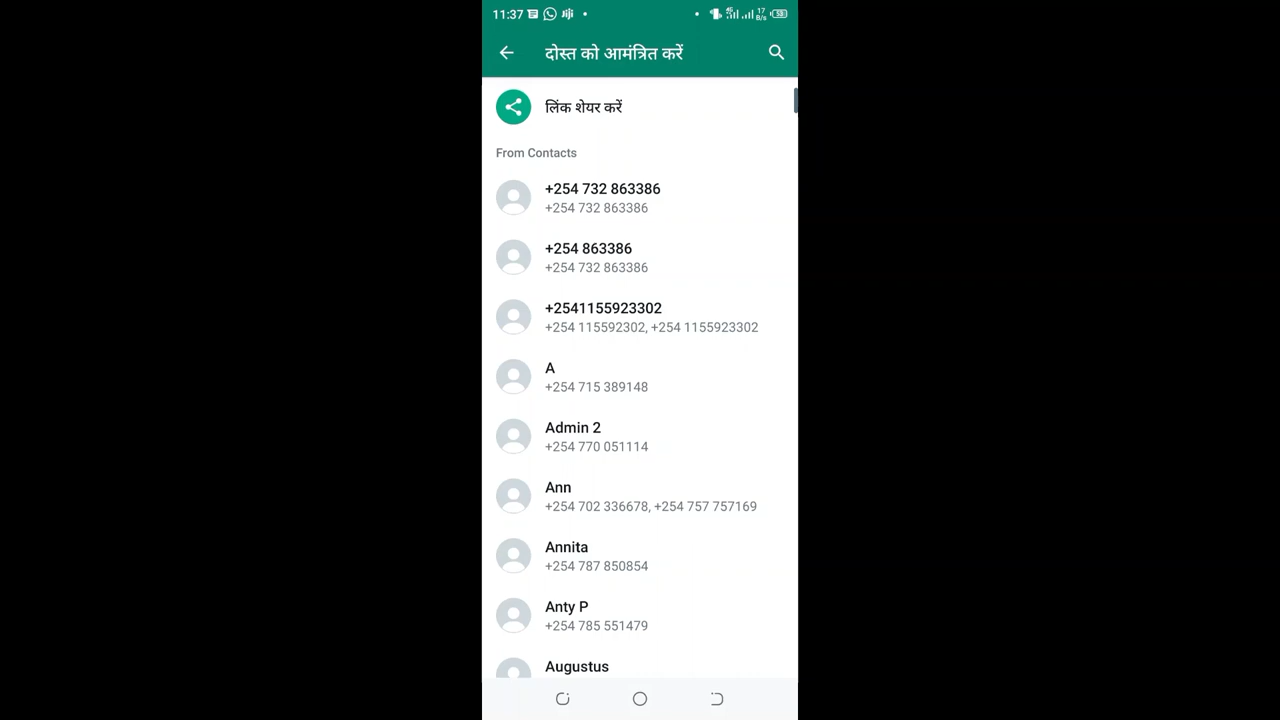 11:37
दोस्त को आमंत्रित करें
लिंक शेयर करें
From Contacts
+254 732 863386
+254 732 863386
+254 863386
+254 732 863386
+2541155923302
+254 115592302, +254 1155923302
A
+254 715 389148
Admin 2
+254 770 051114
Ann
+254 702 336678, +254 757 757169
Annita
+254 787 850854
Anty P
+254 785 551479
Augustus